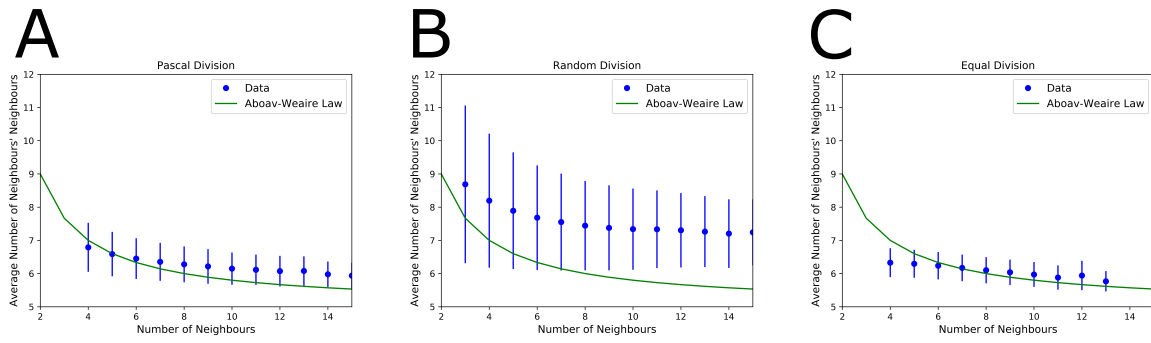 A
Pascal Division
Data
Aboav-Weaire Law
Average Number of Neighbours' Neighbours
12
11
10
9
8
7
6
5
2
4
6
8
10
12
14
Number of Neighbours
B
Random Division
Data
Aboav-Weaire Law
Average Number of Neighbours' Neighbours
12
11
10
9
8
7
6
5
2
4
6
8
10
12
14
Number of Neighbours
C
Equal Division
Data
Aboav-Weaire Law
Average Number of Neighbours' Neighbours
12
11
10
9
8
7
6
5
2
4
6
8
10
12
14
Number of Neighbours